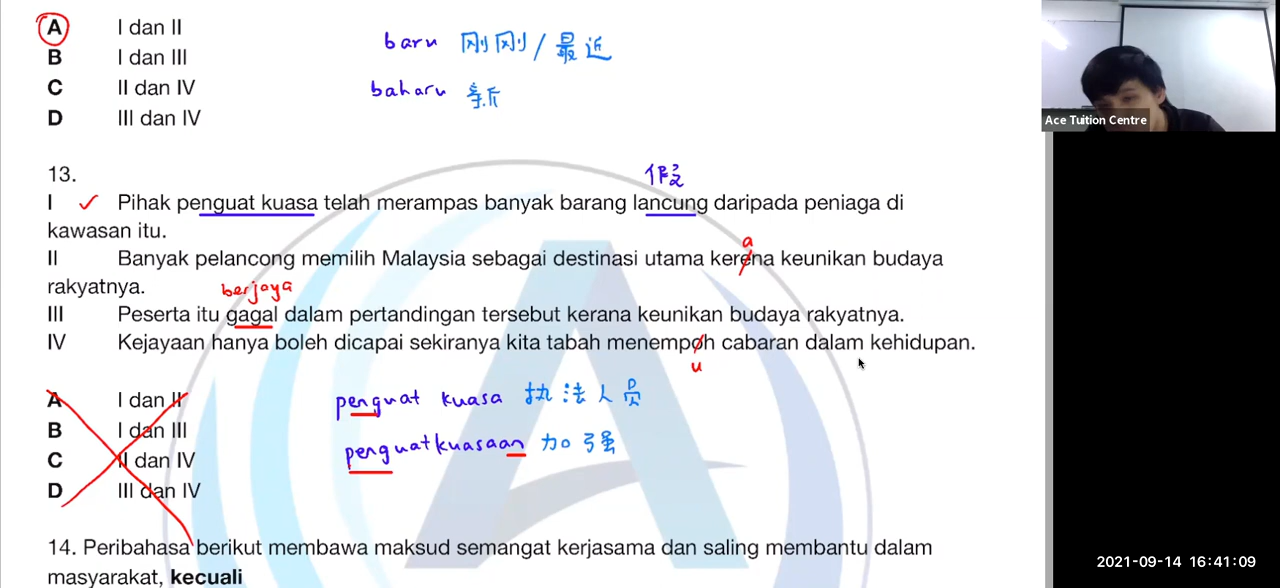 A I dan II
B I dan III
C II dan IV
D III dan IV
baru 刚刚/最近
baharu 新
Ace Tuition Centre
13.
假
I Pihak penguat kuasa telah merampas banyak barang lancung daripada peniaga di
kawasan itu.
a
II Banyak pelancong memilih Malaysia sebagai destinasi utama kerena keunikan budaya
rakyatnya.
berjaya
III Peserta itu gagal dalam pertandingan tersebut kerana keunikan budaya rakyatnya.
IV Kejayaan hanya boleh dicapai sekiranya kita tabah menempoh cabaran dalam kehidupan.
u
A I dan II
B I dan III
C II dan IV
D III dan IV
penguat kuasa 执法人员
penguatkuasaan 加强
14. Peribahasa berikut membawa maksud semangat kerjasama dan saling membantu dalam
masyarakat, kecuali
2021-09-14 16:41:09